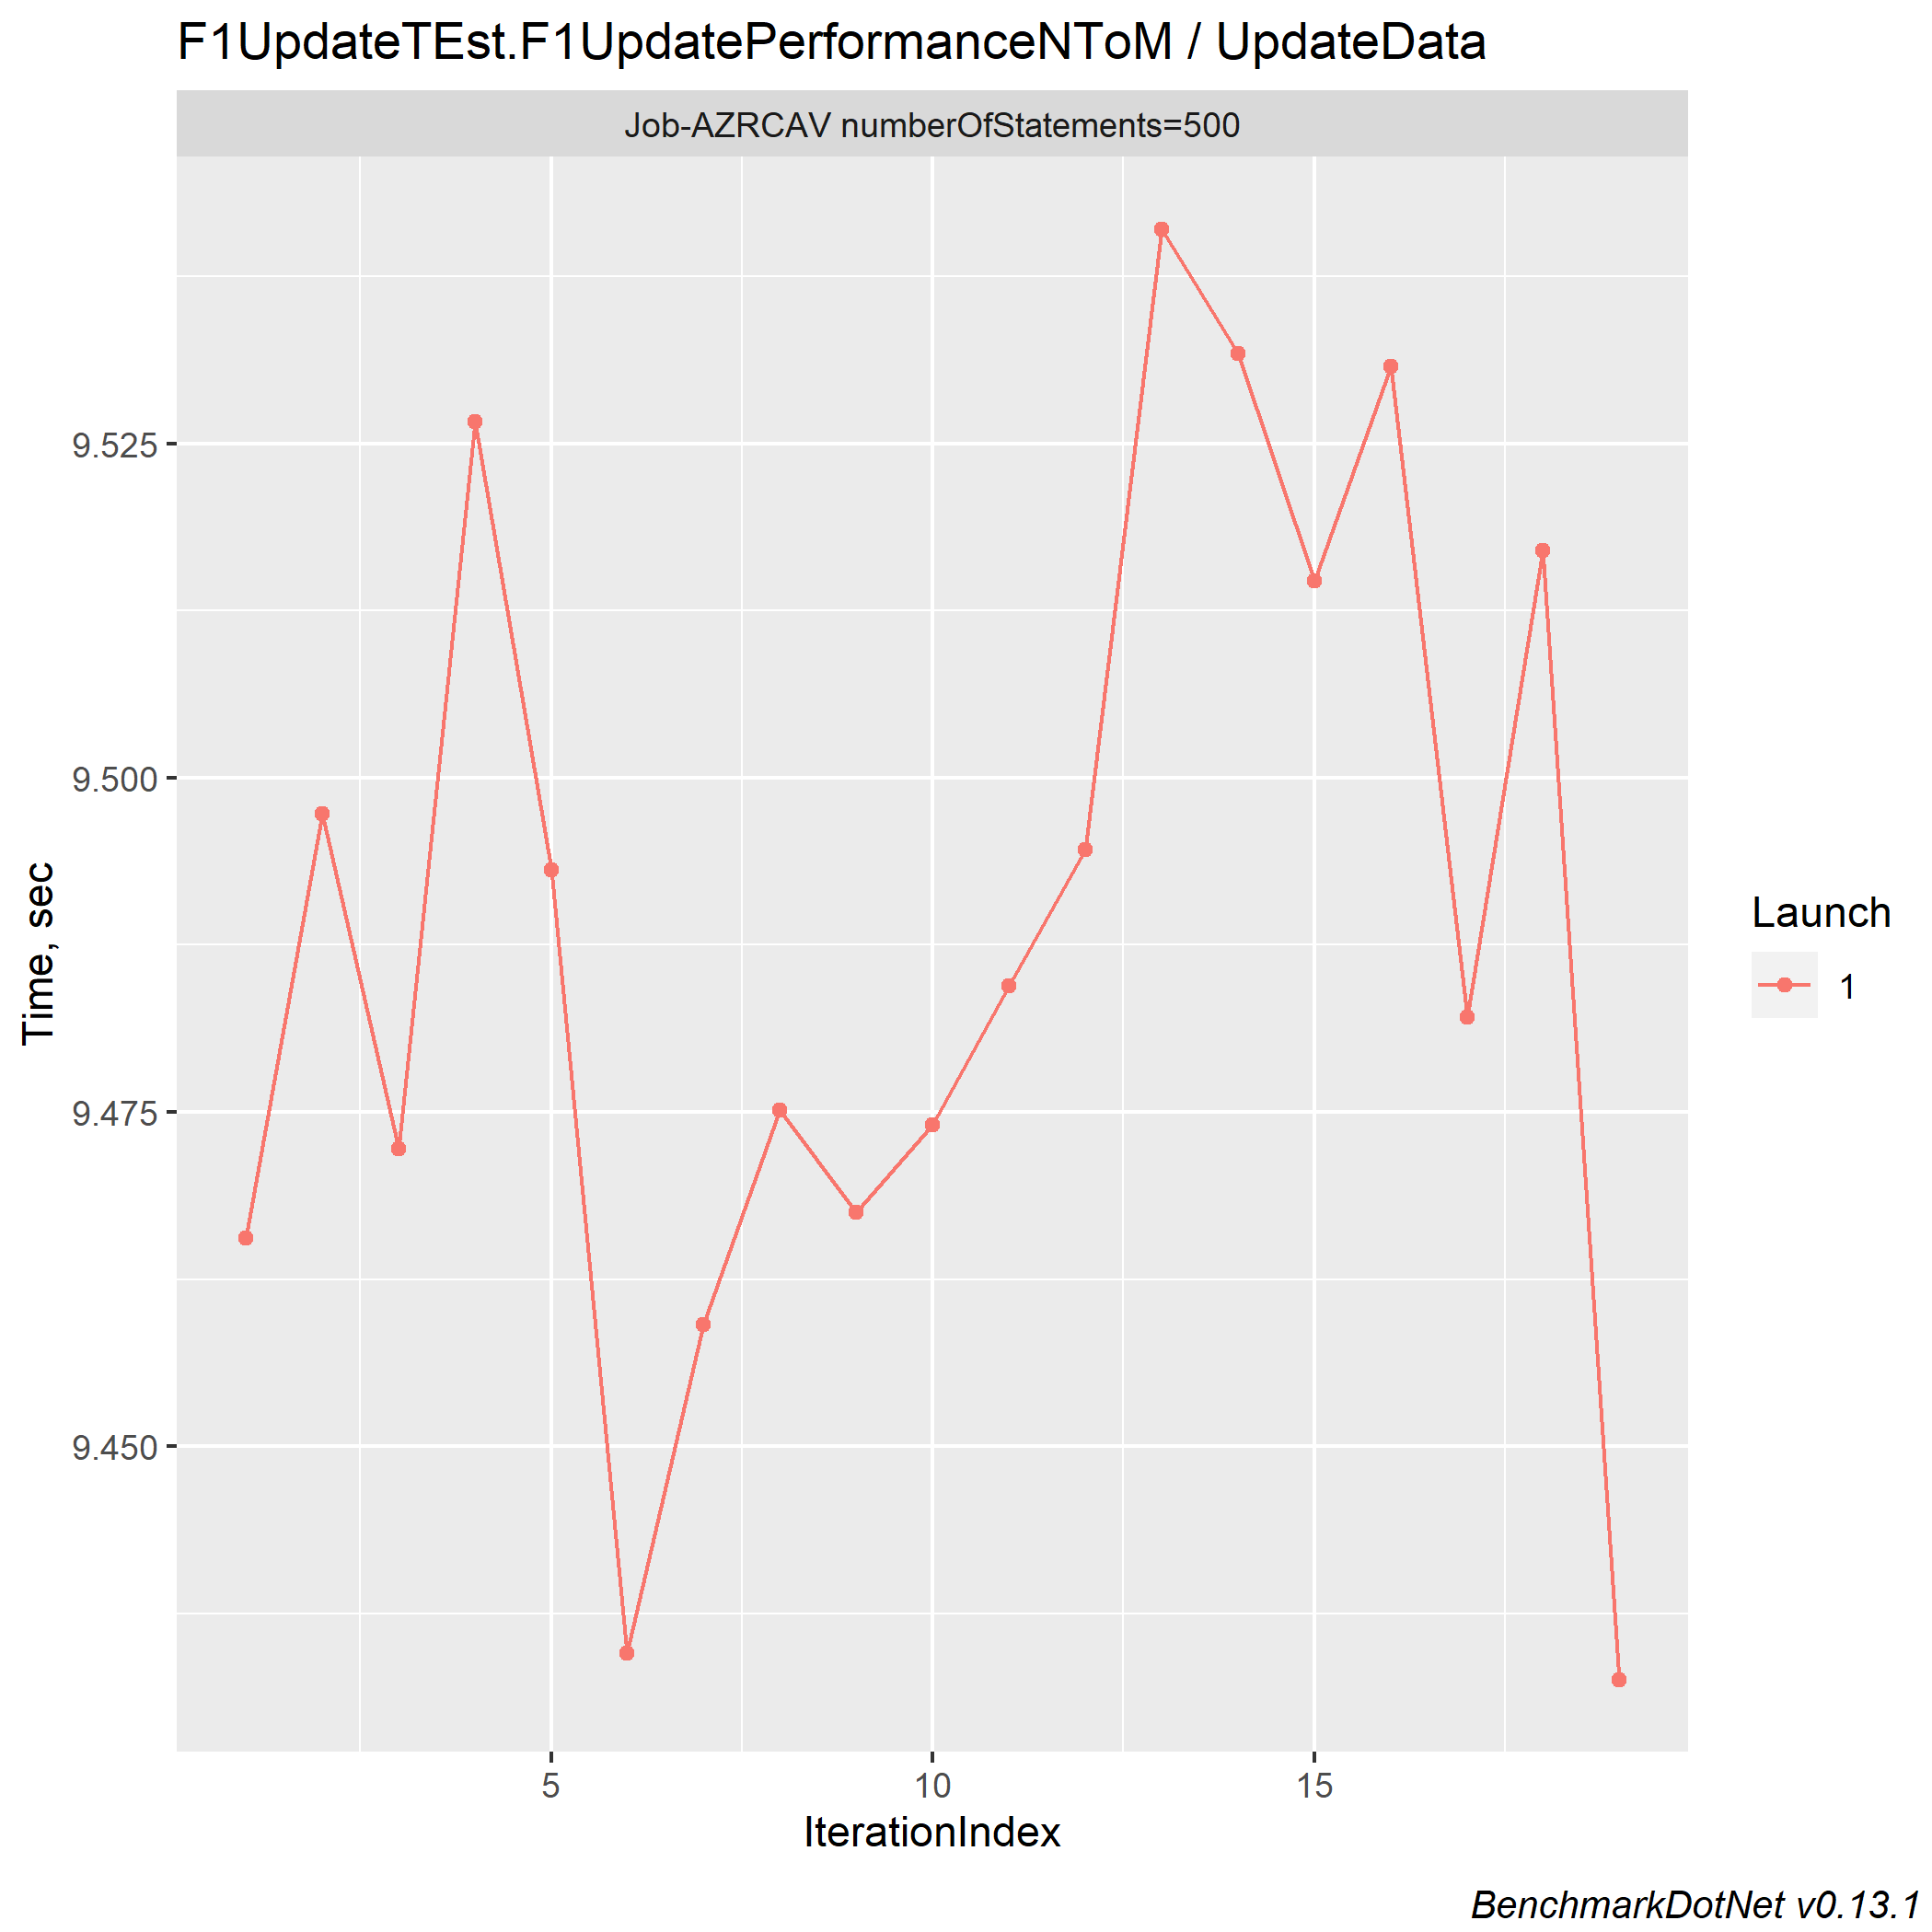 F1UpdateTEst.F1UpdatePerformanceNToM / UpdateData
Job-AZRCAV numberOfStatements=500
9.525
9.500
9.475
9.450
Time, sec
5
10
15
IterationIndex
Launch
1
BenchmarkDotNet v0.13.1